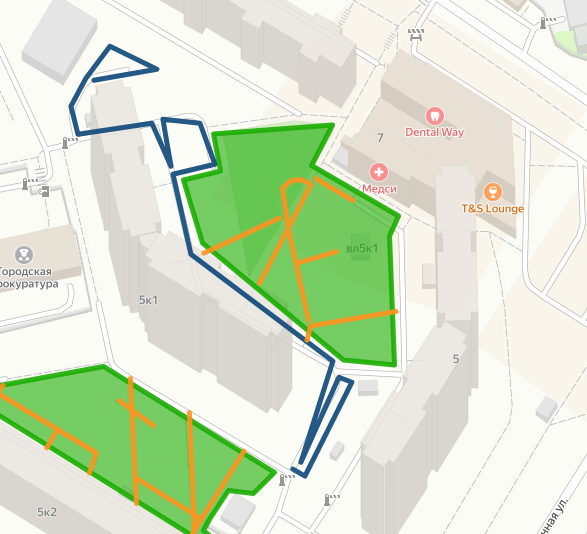 7
Dental Way
Медси
T&S Lounge
вл5к1
Городская
рокуратура
5к1
5
5к2
чная ул.